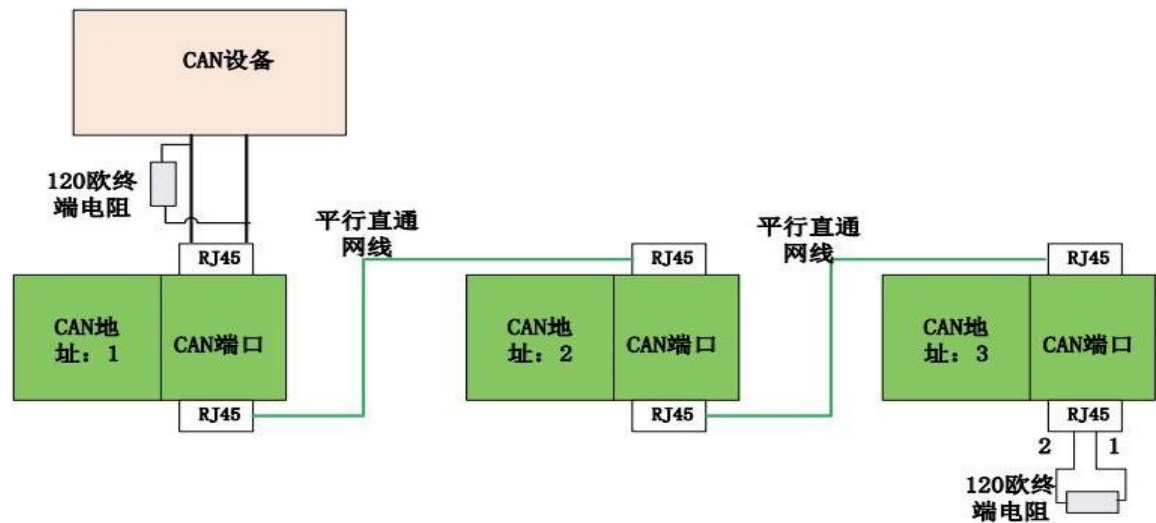 CAN设备
120欧终
端电阻
平行直通
网线
平行直通
网线
RJ45
RJ45
RJ45
CAN地
址：1
CAN端口
CAN地
址：2
CAN端口
CAN地
址：3
CAN端口
RJ45
RJ45
RJ45
2
1
120欧终
端电阻